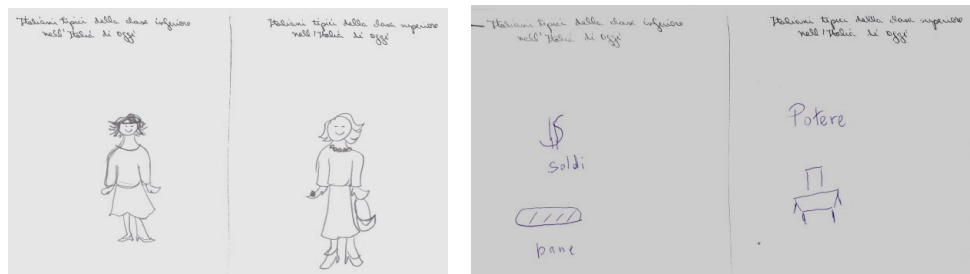 Italiani tipici della classe inferiore
nell'Italia di oggi
Italiani tipici della classe superiore
nell'Italia di oggi
Italiani tipici della classe inferiore
nell'Italia di oggi
Italiani tipici della classe superiore
nell'Italia di oggi
$
soldi
pane
Potere